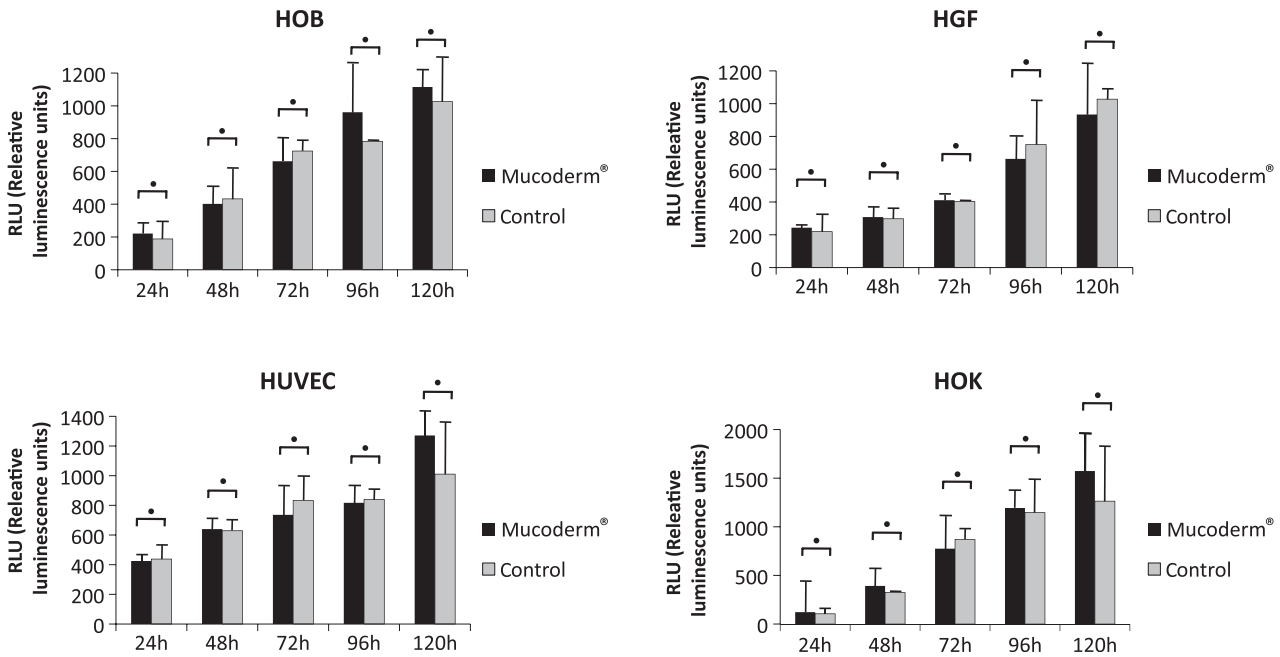 HOB
RLU (Releative
luminescence units)
1200
1000
800
600
400
200
0
24h 48h 72h 96h 120h
Mucoderm®
Control
HGF
RLU (Releative
luminescence units)
1200
1000
800
600
400
200
0
24h 48h 72h 96h 120h
Mucoderm®
Control
HUVEC
RLU (Releative
luminescence units)
1400
1200
1000
800
600
400
200
0
24h 48h 72h 96h 120h
Mucoderm®
Control
HOK
RLU (Releative
luminescence units)
2000
1500
1000
500
0
24h 48h 72h 96h 120h
Mucoderm®
Control